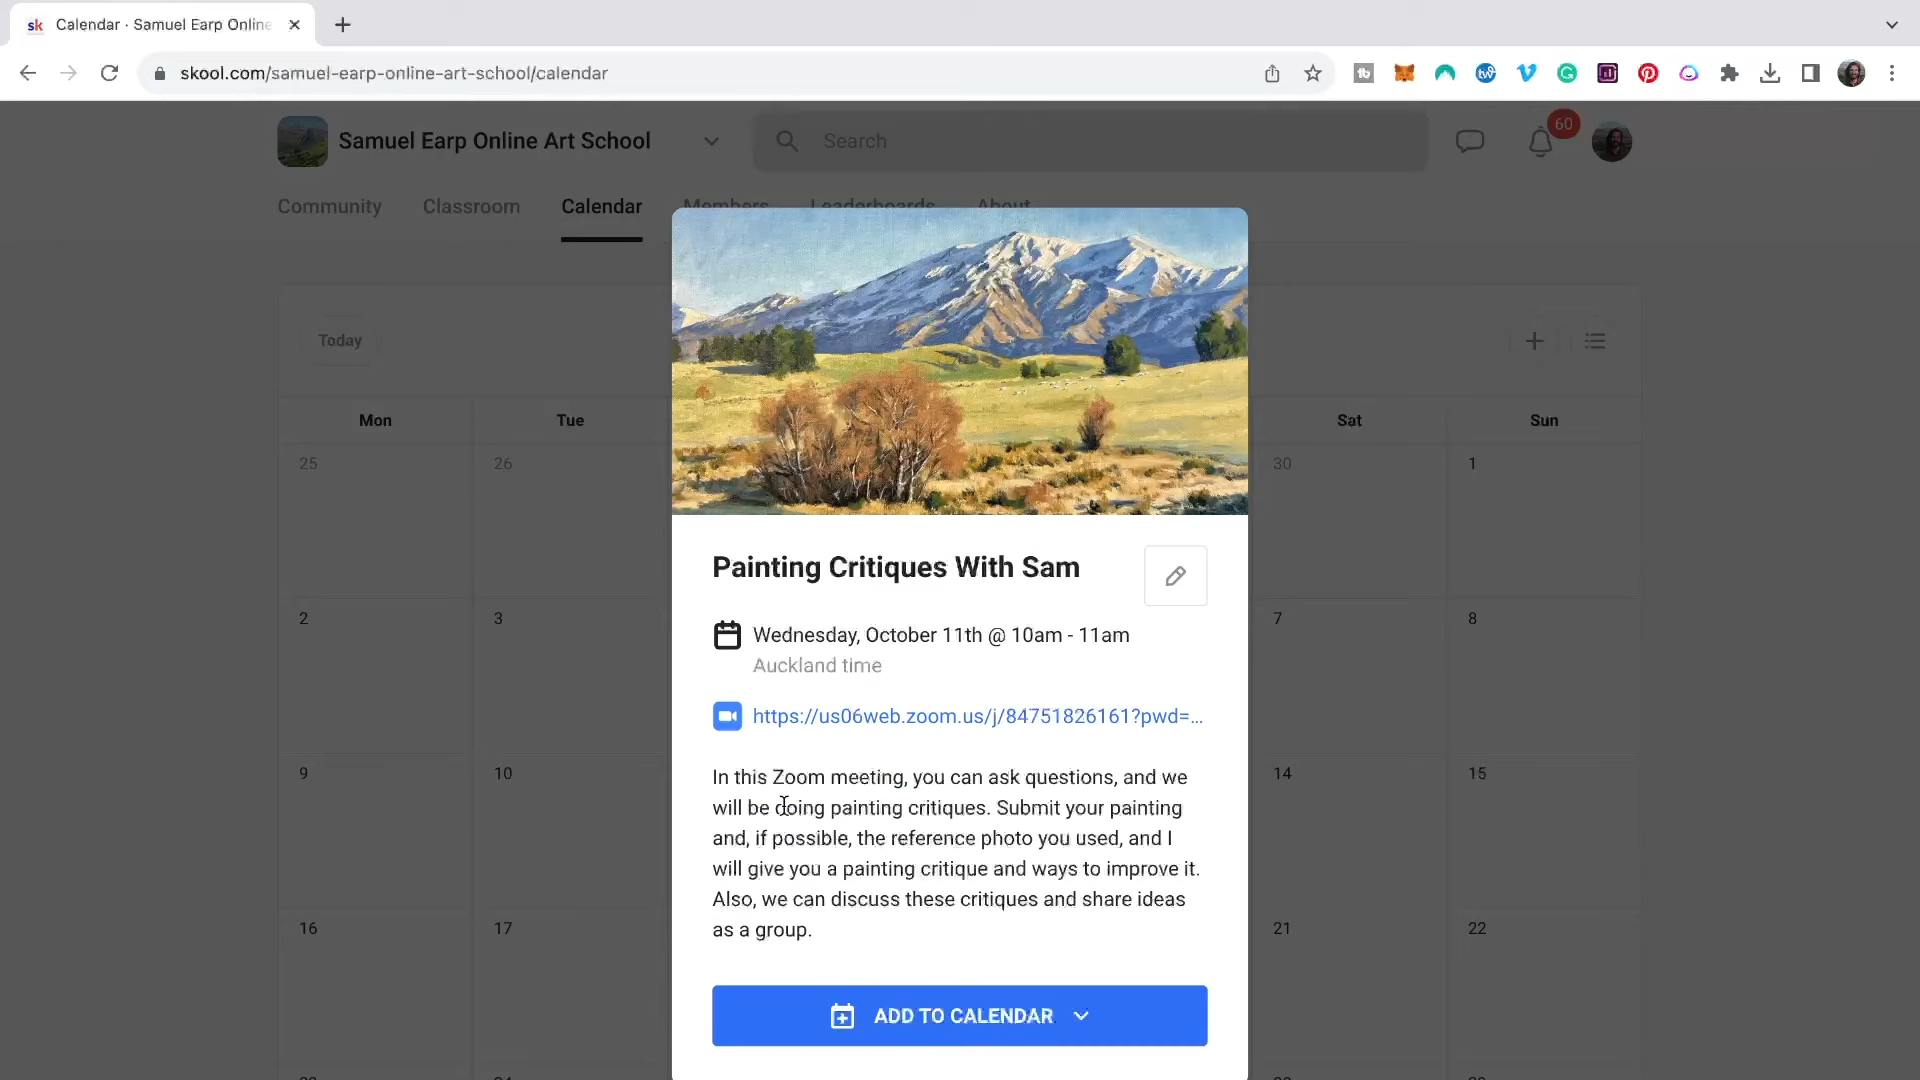 sk Calendar · Samuel Earp Online
skool.com/samuel-earp-online-art-school/calendar
Samuel Earp Online Art School
Search
60
Community Classroom Calendar Members Leaderboards About
Today
Mon Tue Sat Sun
25 26 30 1
Painting Critiques With Sam
2 3 7 8
Wednesday, October 11th @ 10am - 11am
Auckland time
https://us06web.zoom.us/j/84751826161?pwd=...
9 10 14 15
In this Zoom meeting, you can ask questions, and we
will be doing painting critiques. Submit your painting
and, if possible, the reference photo you used, and I
will give you a painting critique and ways to improve it.
Also, we can discuss these critiques and share ideas
as a group.
16 17 21 22
ADD TO CALENDAR